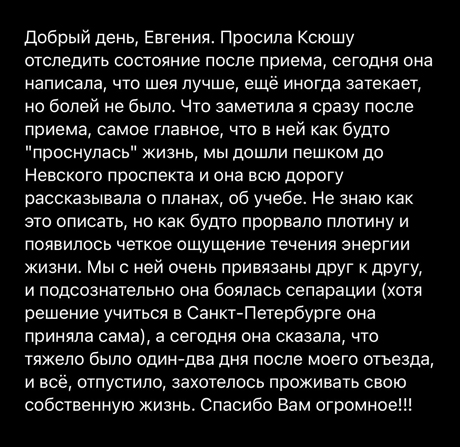 Добрый день, Евгения. Просила Ксюшу
отследить состояние после приема, сегодня она
написала, что шея лучше, ещё иногда затекает,
но болей не было. Что заметила я сразу после
приема, самое главное, что в ней как будто
"проснулась" жизнь, мы дошли пешком до
Невского проспекта и она всю дорогу
рассказывала о планах, об учебе. Не знаю как
это описать, но как будто прорвало плотину и
появилось четкое ощущение течения энергии
жизни. Мы с ней очень привязаны друг к другу,
и подсознательно она боялась сепарации (хотя
решение учиться в Санкт-Петербурге она
приняла сама), а сегодня она сказала, что
тяжело было один-два дня после моего отъезда,
и всё, отпустило, захотелось проживать свою
собственную жизнь. Спасибо Вам огромное!!!